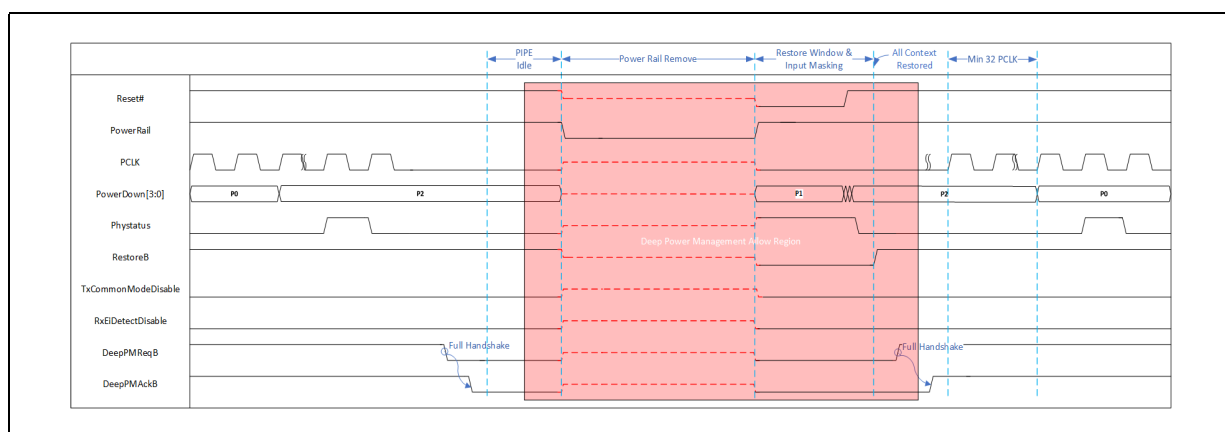 PIPE
Idle
Power Rail Remove
Restore Window &
Input Masking
All Context
Restored
Min 32 PCLK
Reset#
PowerRail
PCLK
PowerDown[3:0]
P0
P2
P1
P2
P0
Phystatus
Deep Power Management Allow Region
RestoreB
TxCommonModeDisable
RxEIDetectDisable
Full Handshake
Full Handshake
DeepPMReqB
DeepPMAckB